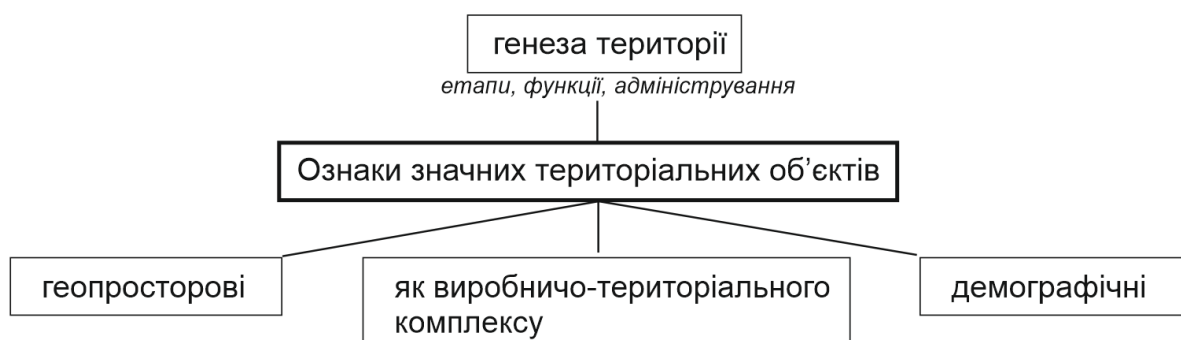 генеза території
етапи, функції, адміністрування
Ознаки значних територіальних об’єктів
геопросторові
як виробничо-територіального
комплексу
демографічні